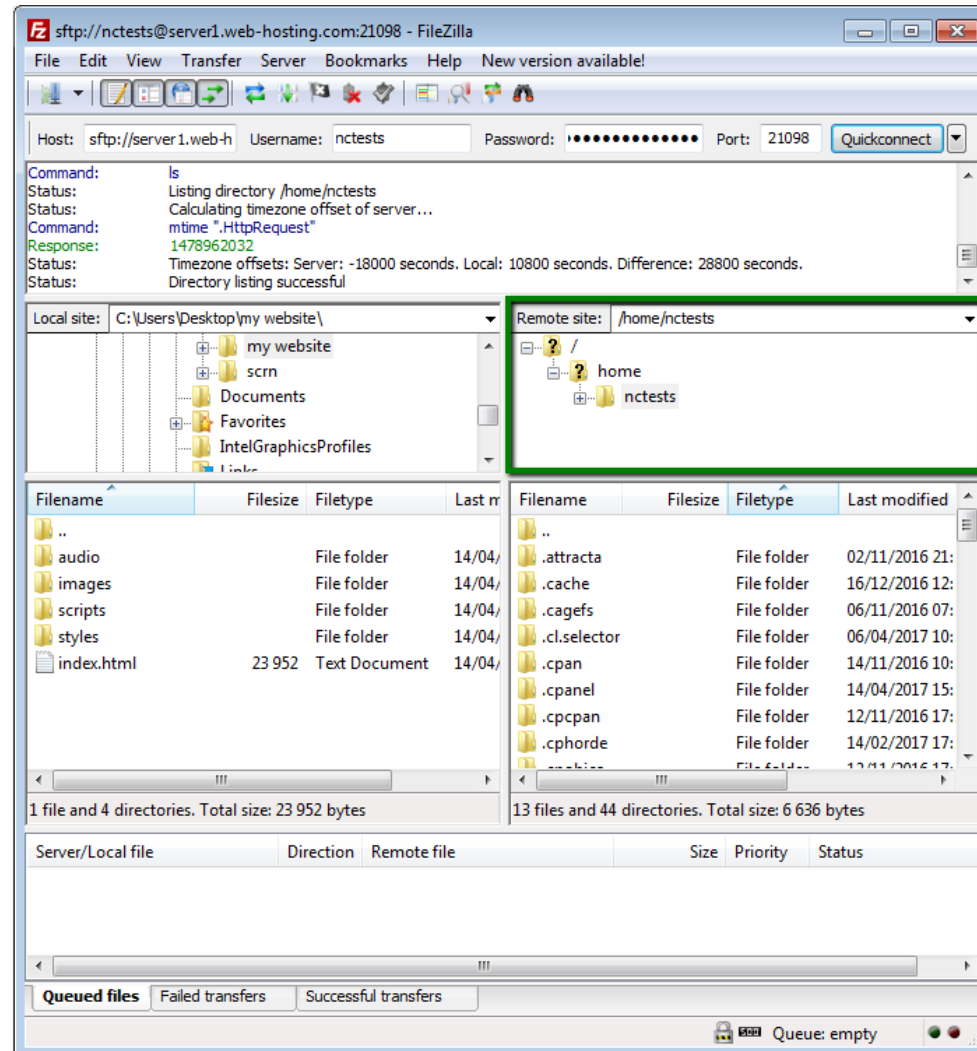 sftp://nctests@server1.web-hosting.com:21098 - FileZilla
File Edit View Transfer Server Bookmarks Help New version available!
Host: sftp://server1.web-h Username: nctests Password: •••••••••••••• Port: 21098 Quickconnect
Command: ls
Status: Listing directory /home/nctests
Status: Calculating timezone offset of server...
Command: mtime ".HttpRequest"
Response: 1478962032
Status: Timezone offsets: Server: -18000 seconds. Local: 10800 seconds. Difference: 28800 seconds.
Status: Directory listing successful
Local site: C:\Users\Desktop\my website\
my website
scrn
Documents
Favorites
IntelGraphicsProfiles
Links
Remote site: /home/nctests
/
home
nctests
Filename Filesize Filetype Last m
..
audio File folder 14/04/
images File folder 14/04/
scripts File folder 14/04/
styles File folder 14/04/
index.html 23 952 Text Document 14/04/
1 file and 4 directories. Total size: 23 952 bytes
Filename Filesize Filetype Last modified
..
.attracta File folder 02/11/2016 21:
.cache File folder 16/12/2016 12:
.cagefs File folder 06/11/2016 07:
.cl.selector File folder 06/04/2017 10:
.cpan File folder 14/11/2016 10:
.cpanel File folder 14/04/2017 15:
.cpcpan File folder 12/11/2016 17:
.cphorde File folder 14/02/2017 17:
File folder 12/11/2016 17:
13 files and 44 directories. Total size: 6 636 bytes
Server/Local file Direction Remote file Size Priority Status
Queued files Failed transfers Successful transfers
Queue: empty